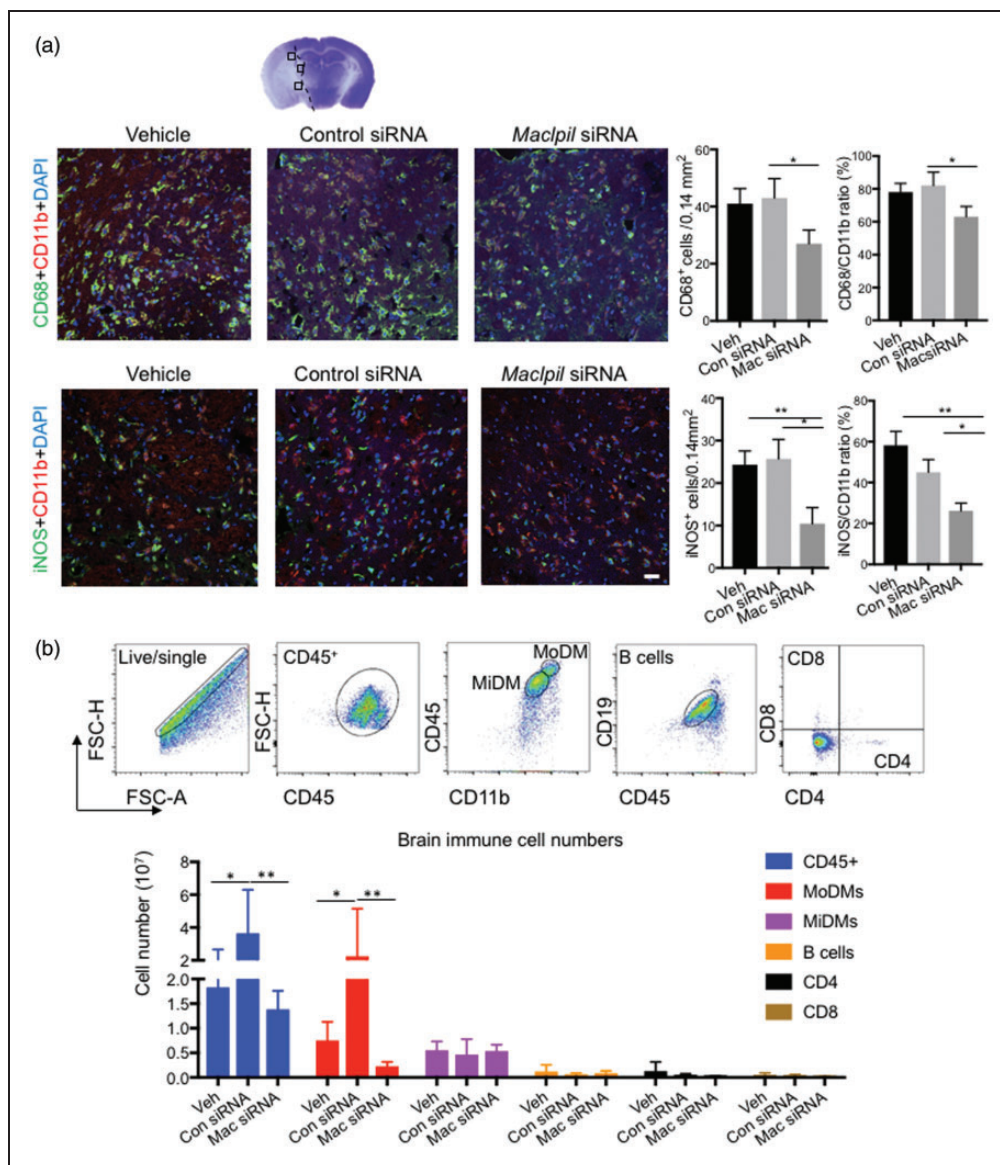 (a)
Vehicle
Control siRNA
Maclpil siRNA
CD68+CD11b+DAPI
CD68+ cells /0.14 mm²
60
40
20
0
*
Veh
Con siRNA
Mac siRNA
CD68/CD11b ratio (%)
100
80
60
40
20
0
*
Veh
Con siRNA
MacsiRNA
Vehicle
Control siRNA
Maclpil siRNA
iNOS+CD11b+DAPI
iNOS+ cells/0.14mm²
40
30
20
10
0
**
*
Veh
Con siRNA
Mac siRNA
iNOS/CD11b ratio (%)
80
60
40
20
0
**
*
Veh
Con siRNA
Mac siRNA
(b)
Live/single
FSC-H
FSC-A
CD45+
FSC-H
CD45
MoDM
MiDM
CD45
CD11b
B cells
CD19
CD45
CD8
CD4
CD8
CD4
Brain immune cell numbers
Cell number (10⁷)
8
6
4
2
2.0
1.5
1.0
0.5
0.0
* **
* **
Veh
Con siRNA
Mac siRNA
Veh
Con siRNA
Mac siRNA
Veh
Con siRNA
Mac siRNA
Veh
Con siRNA
Mac siRNA
Veh
Con siRNA
Mac siRNA
Veh
Con siRNA
Mac siRNA
CD45+
MoDMs
MiDMs
B cells
CD4
CD8